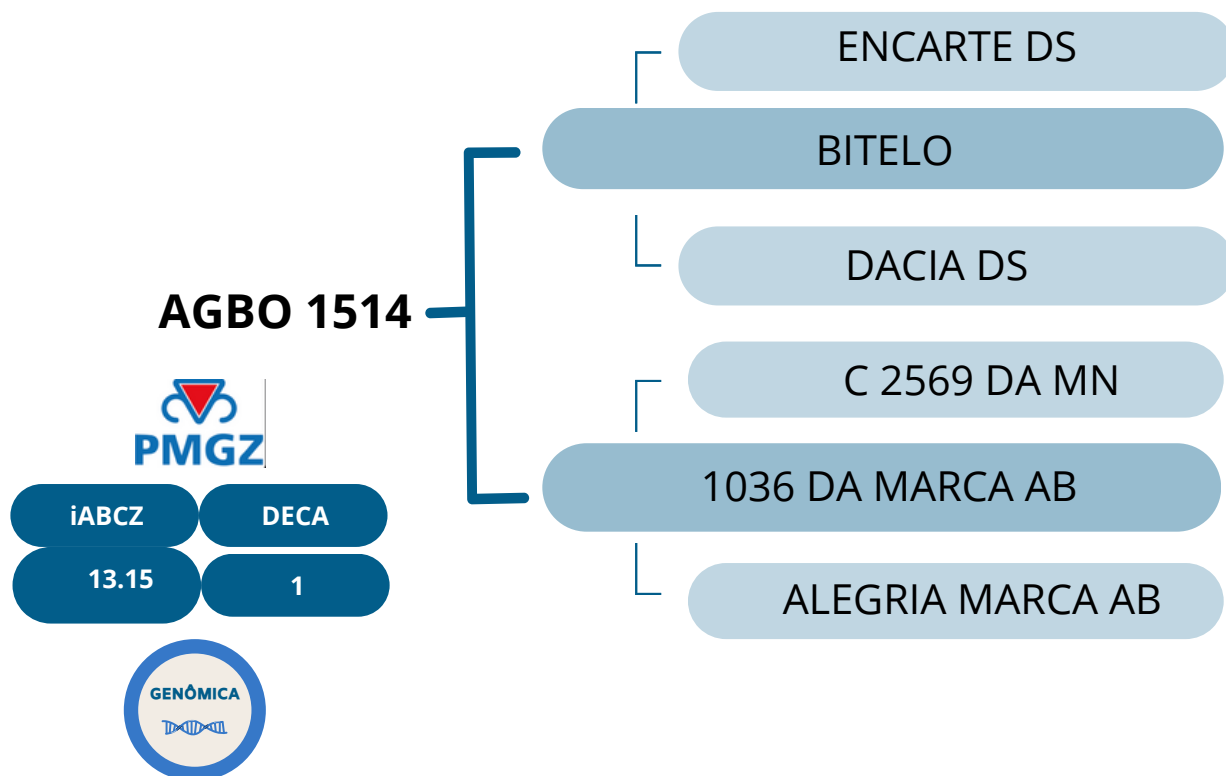 ENCARTE DS
BITELO
DACIA DS
AGBO 1514
C 2569 DA MN
1036 DA MARCA AB
ALEGRIA MARCA AB
PMGZ
iABCZ
DECA
13.15
1
GENÔMICA